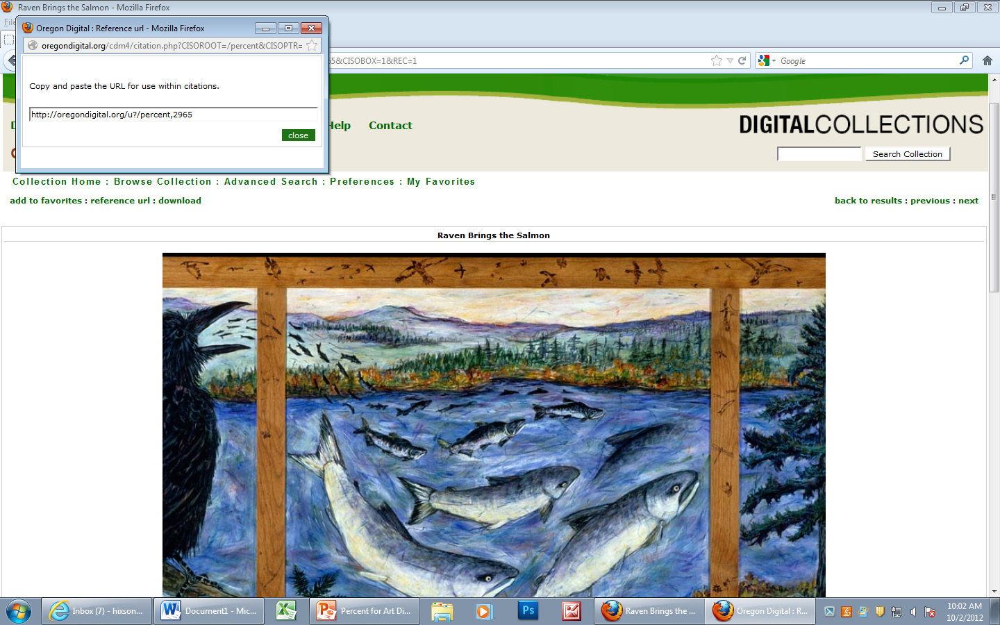 Raven Brings the Salmon - Mozilla Firefox
Oregon Digital : Reference url - Mozilla Firefox
oregondigital.org/cdm4/citation.php?CISOROOT=/percent&CISOPTR=
Copy and paste the URL for use within citations.
http://oregondigital.org/u?/percent,2965
close
65&CISOBOX=1&REC=1
Google
Help
Contact
DIGITALCOLLECTIONS
Search Collection
Collection Home : Browse Collection : Advanced Search : Preferences : My Favorites
add to favorites : reference url : download
back to results : previous : next
Raven Brings the Salmon
Inbox (7) - hixson...
Document1 - Mic...
Percent for Art Di...
Ps
Raven Brings the ...
Oregon Digital : R...
10:02 AM
10/2/2012